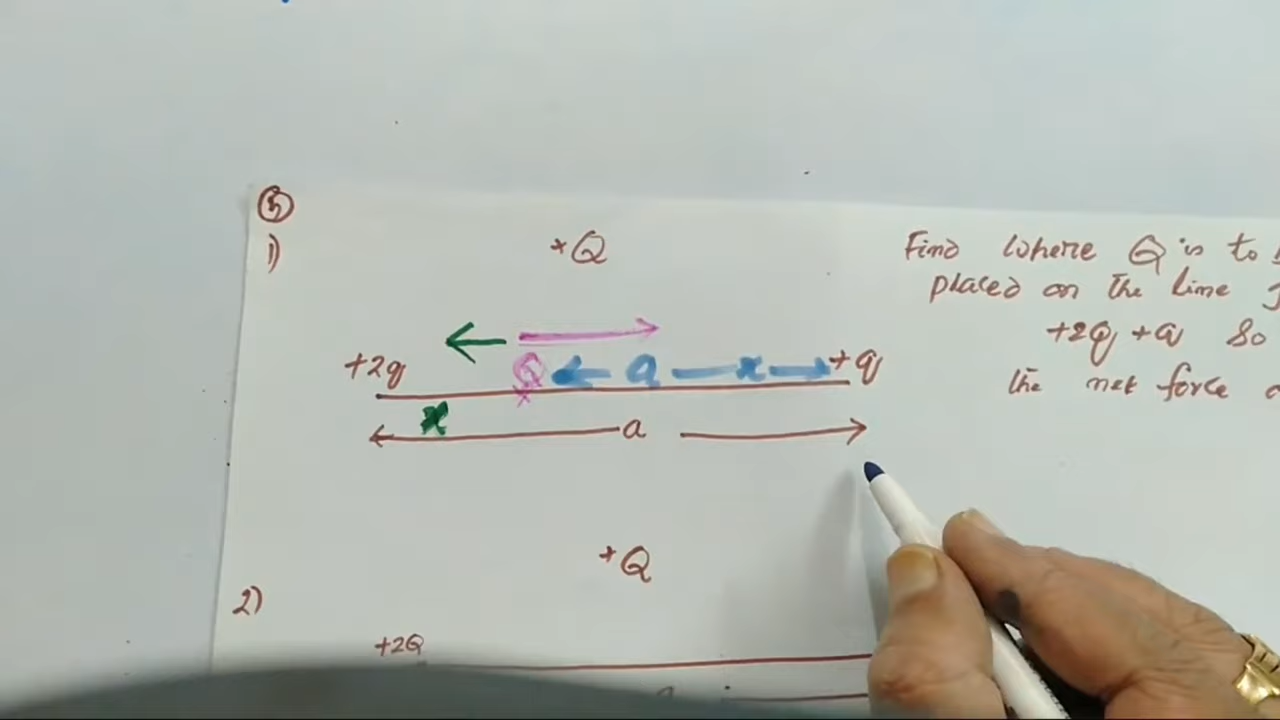 5
1)
+Q
Find where Q is to
placed on the line
+2q +q so
the net force
+2q
Q
a — x
+q
x
a
+Q
2)
+2Q